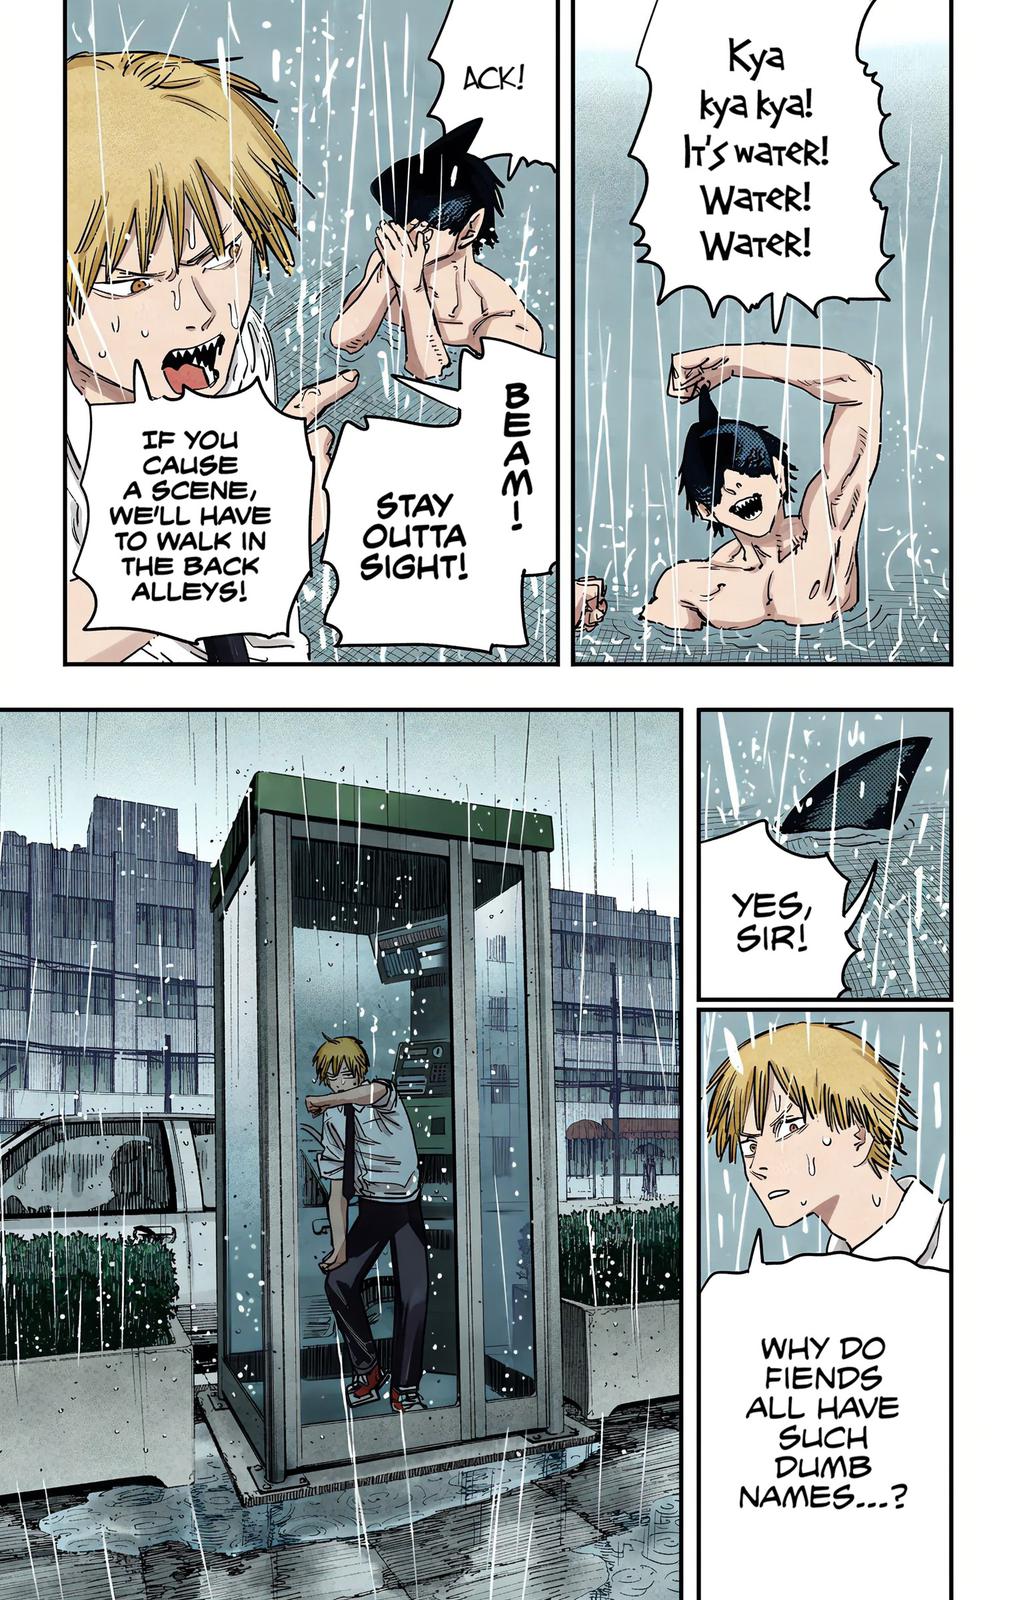 Kya
kya kya!
It's water!
Water!
Water!
ACK!
BEAM!
STAY
OUTTA
SIGHT!
IF YOU
CAUSE
A SCENE,
WE'LL HAVE
TO WALK IN
THE BACK
ALLEYS!
YES,
SIR!
WHY DO
FIENDS
ALL HAVE
SUCH
DUMB
NAMES...?